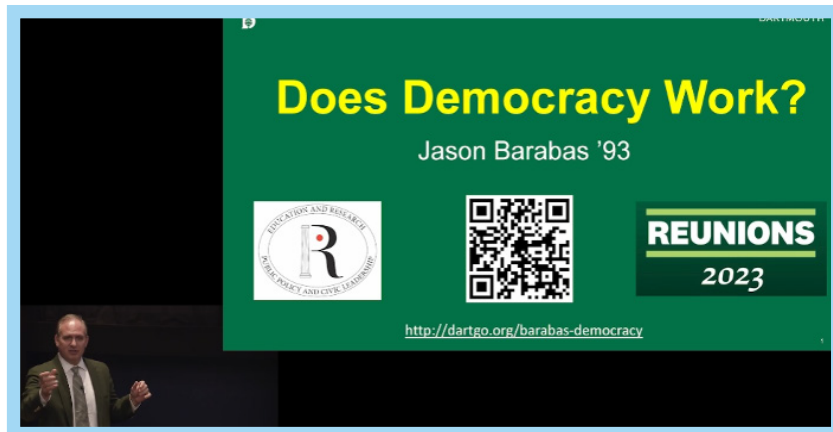 DARTMOUTH
Does Democracy Work?
Jason Barabas ’93
EDUCATION AND RESEARCH
R
PUBLIC POLICY AND CIVIC LEADERSHIP
REUNIONS
2023
http://dartgo.org/barabas-democracy